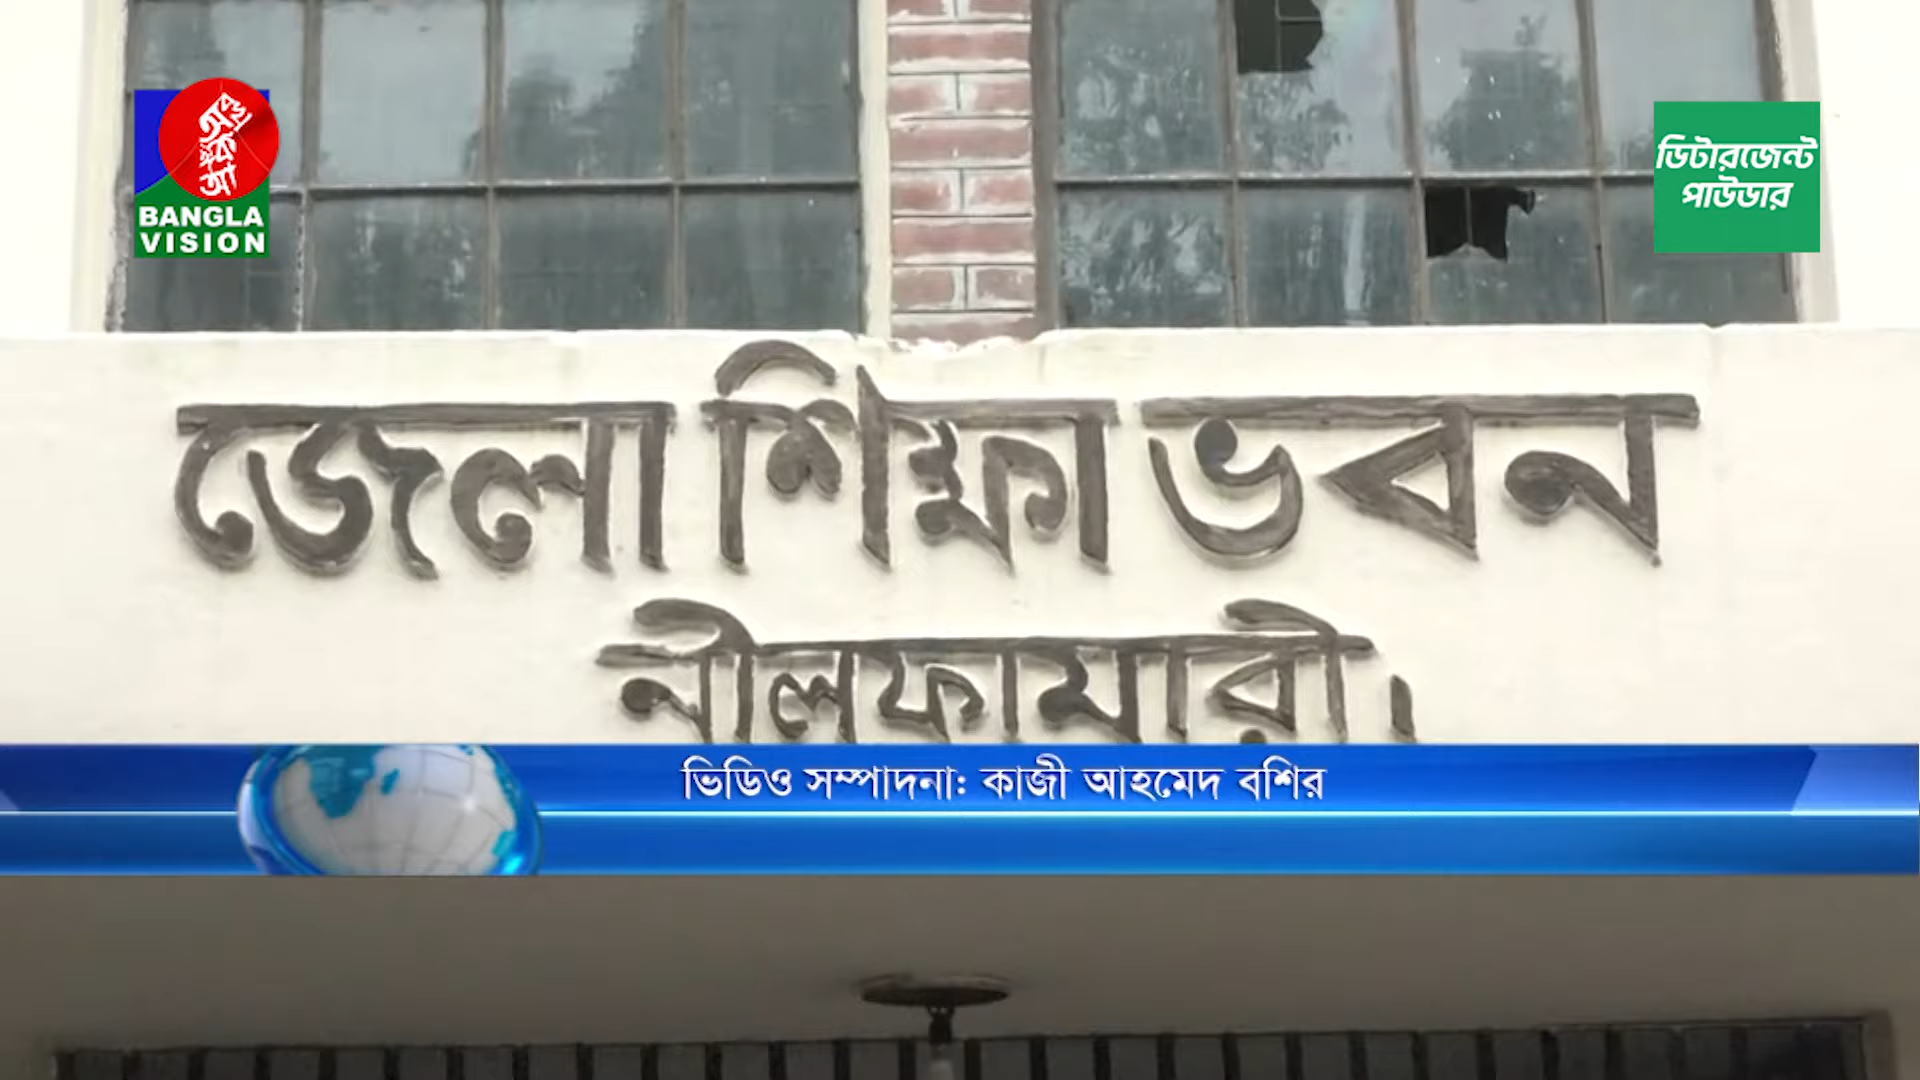 BANGLA
VISION
ডিটারজেন্ট
পাউডার
জেলা শিক্ষা ভবন
নীলফামারী।
ভিডিও সম্পাদনা: কাজী আহমেদ বশির